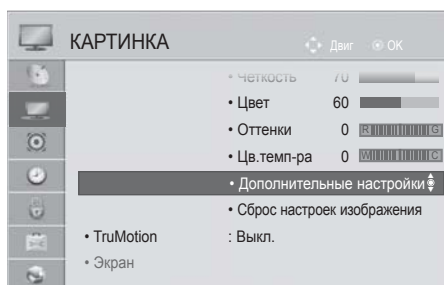 КАРТИНКА
Двиг OK
• Четкость 70
• Цвет 60
• Оттенки 0 R G
• Цв.темп-ра 0 W C
• Дополнительные настройки
• Сброс настроек изображения
• TruMotion : Выкл.
• Экран